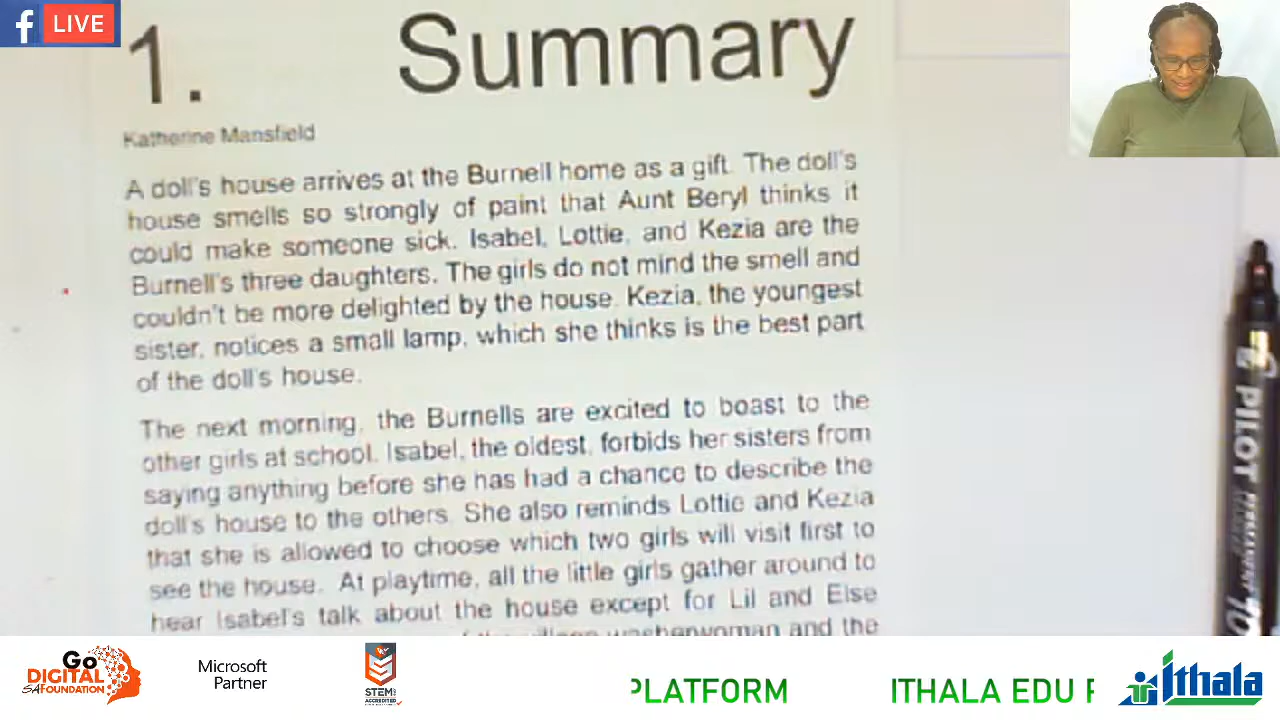 f LIVE
1. Summary
Katherine Mansfield
A doll's house arrives at the Burnell home as a gift. The doll's
house smells so strongly of paint that Aunt Beryl thinks it
could make someone sick. Isabel, Lottie, and Kezia are the
Burnell's three daughters. The girls do not mind the smell and
couldn't be more delighted by the house. Kezia, the youngest
sister, notices a small lamp, which she thinks is the best part
of the doll's house.
The next morning, the Burnells are excited to boast to the
other girls at school. Isabel, the oldest, forbids her sisters from
saying anything before she has had a chance to describe the
doll's house to the others. She also reminds Lottie and Kezia
that she is allowed to choose which two girls will visit first to
see the house. At playtime, all the little girls gather around to
hear Isabel's talk about the house except for Lil and Else
washerwoman and the
PILOT
Go
DIGITAL
SA FOUNDATION
Microsoft
Partner
STEM
ACCREDITED
PLATFORM
ITHALA EDU
Ithala